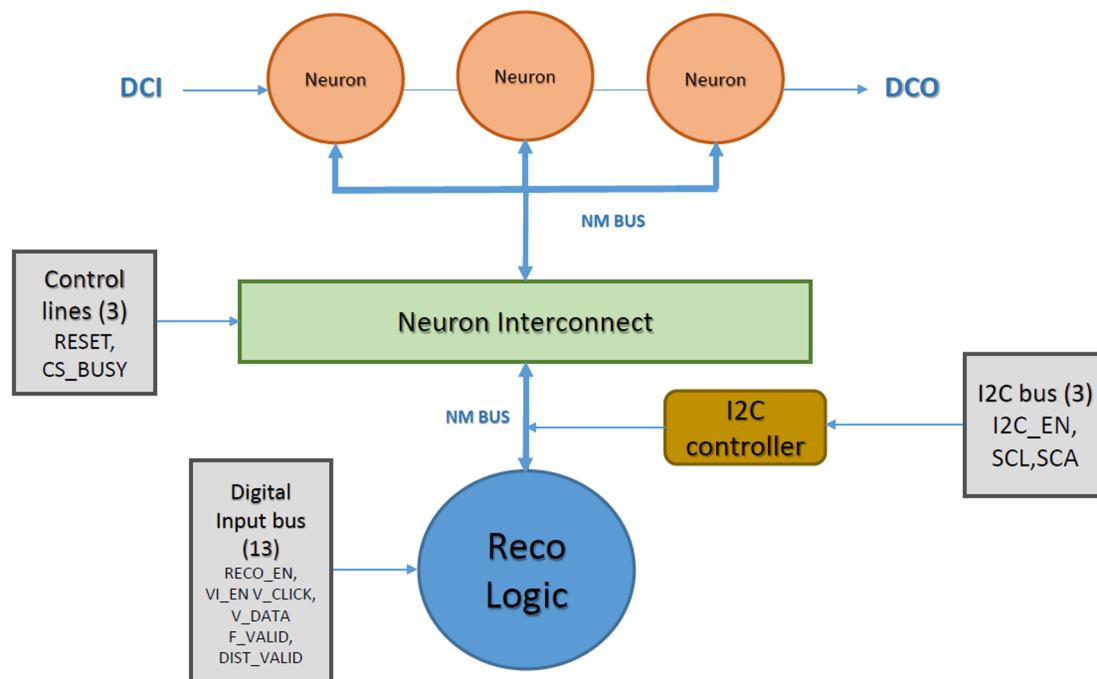 Neuron
Neuron
Neuron
DCI
DCO
NM BUS
Control
lines (3)
RESET,
CS_BUSY
Neuron Interconnect
NM BUS
I2C
controller
I2C bus (3)
I2C_EN,
SCL,SCA
Digital
Input bus
(13)
RECO_EN,
VI_EN V_CLICK,
V_DATA
F_VALID,
DIST_VALID
Reco
Logic